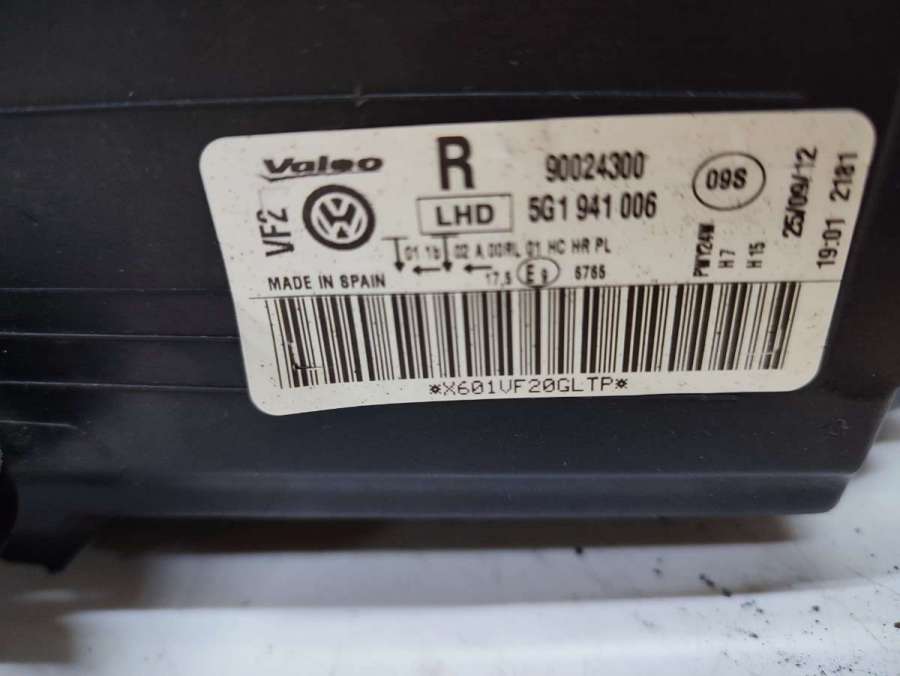 Valeo
R
90024300
09S
VF2
LHD
5G1 941 006
01 1b 02 A 00/RL 01 HC HR PL
MADE IN SPAIN
17,5 E9 6765
PWY24W
H7
H15
25/09/12
19:01 2181
*X601VF20GLTP*